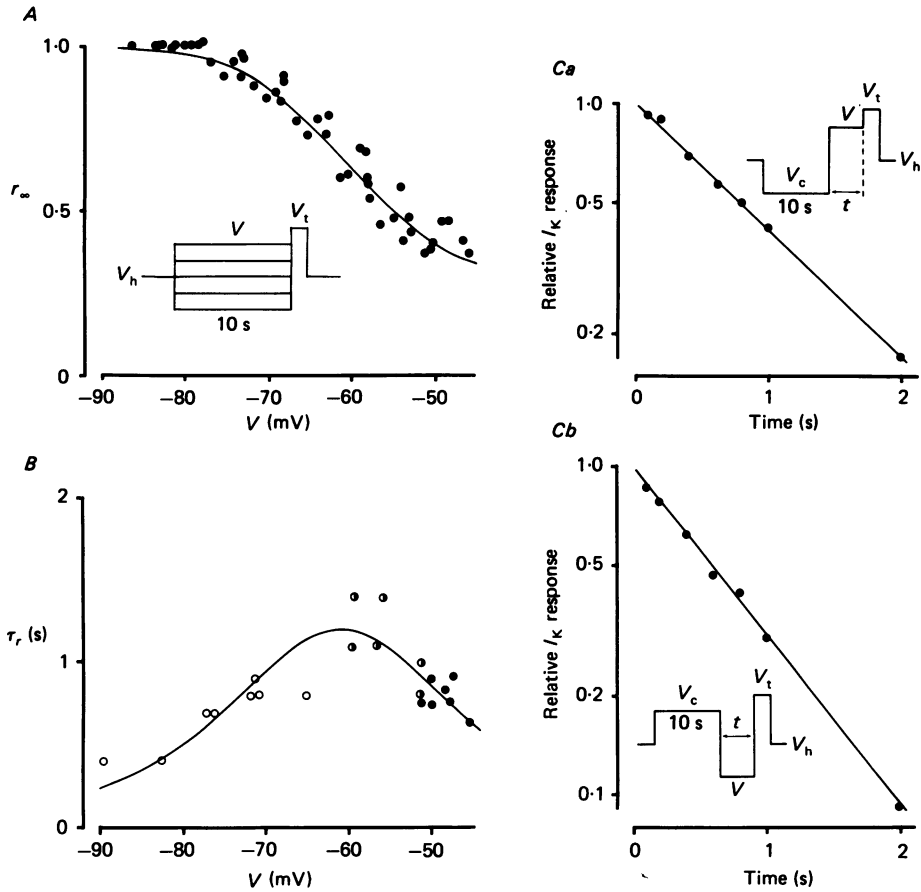 A
1·0
r∞
0·5
0
V
Vt
Vh
10 s
−90 −80 −70 −60 −50
V (mV)
Ca
1·0
0·5
0·2
Relative IK response
Vt
V
Vc
Vh
10 s
t
0 1 2
Time (s)
B
2
τr (s)
1
0
−90 −80 −70 −60 −50
V (mV)
Cb
1·0
0·5
0·2
0·1
Relative IK response
Vc
Vt
10 s
t
Vh
V
0 1 2
Time (s)